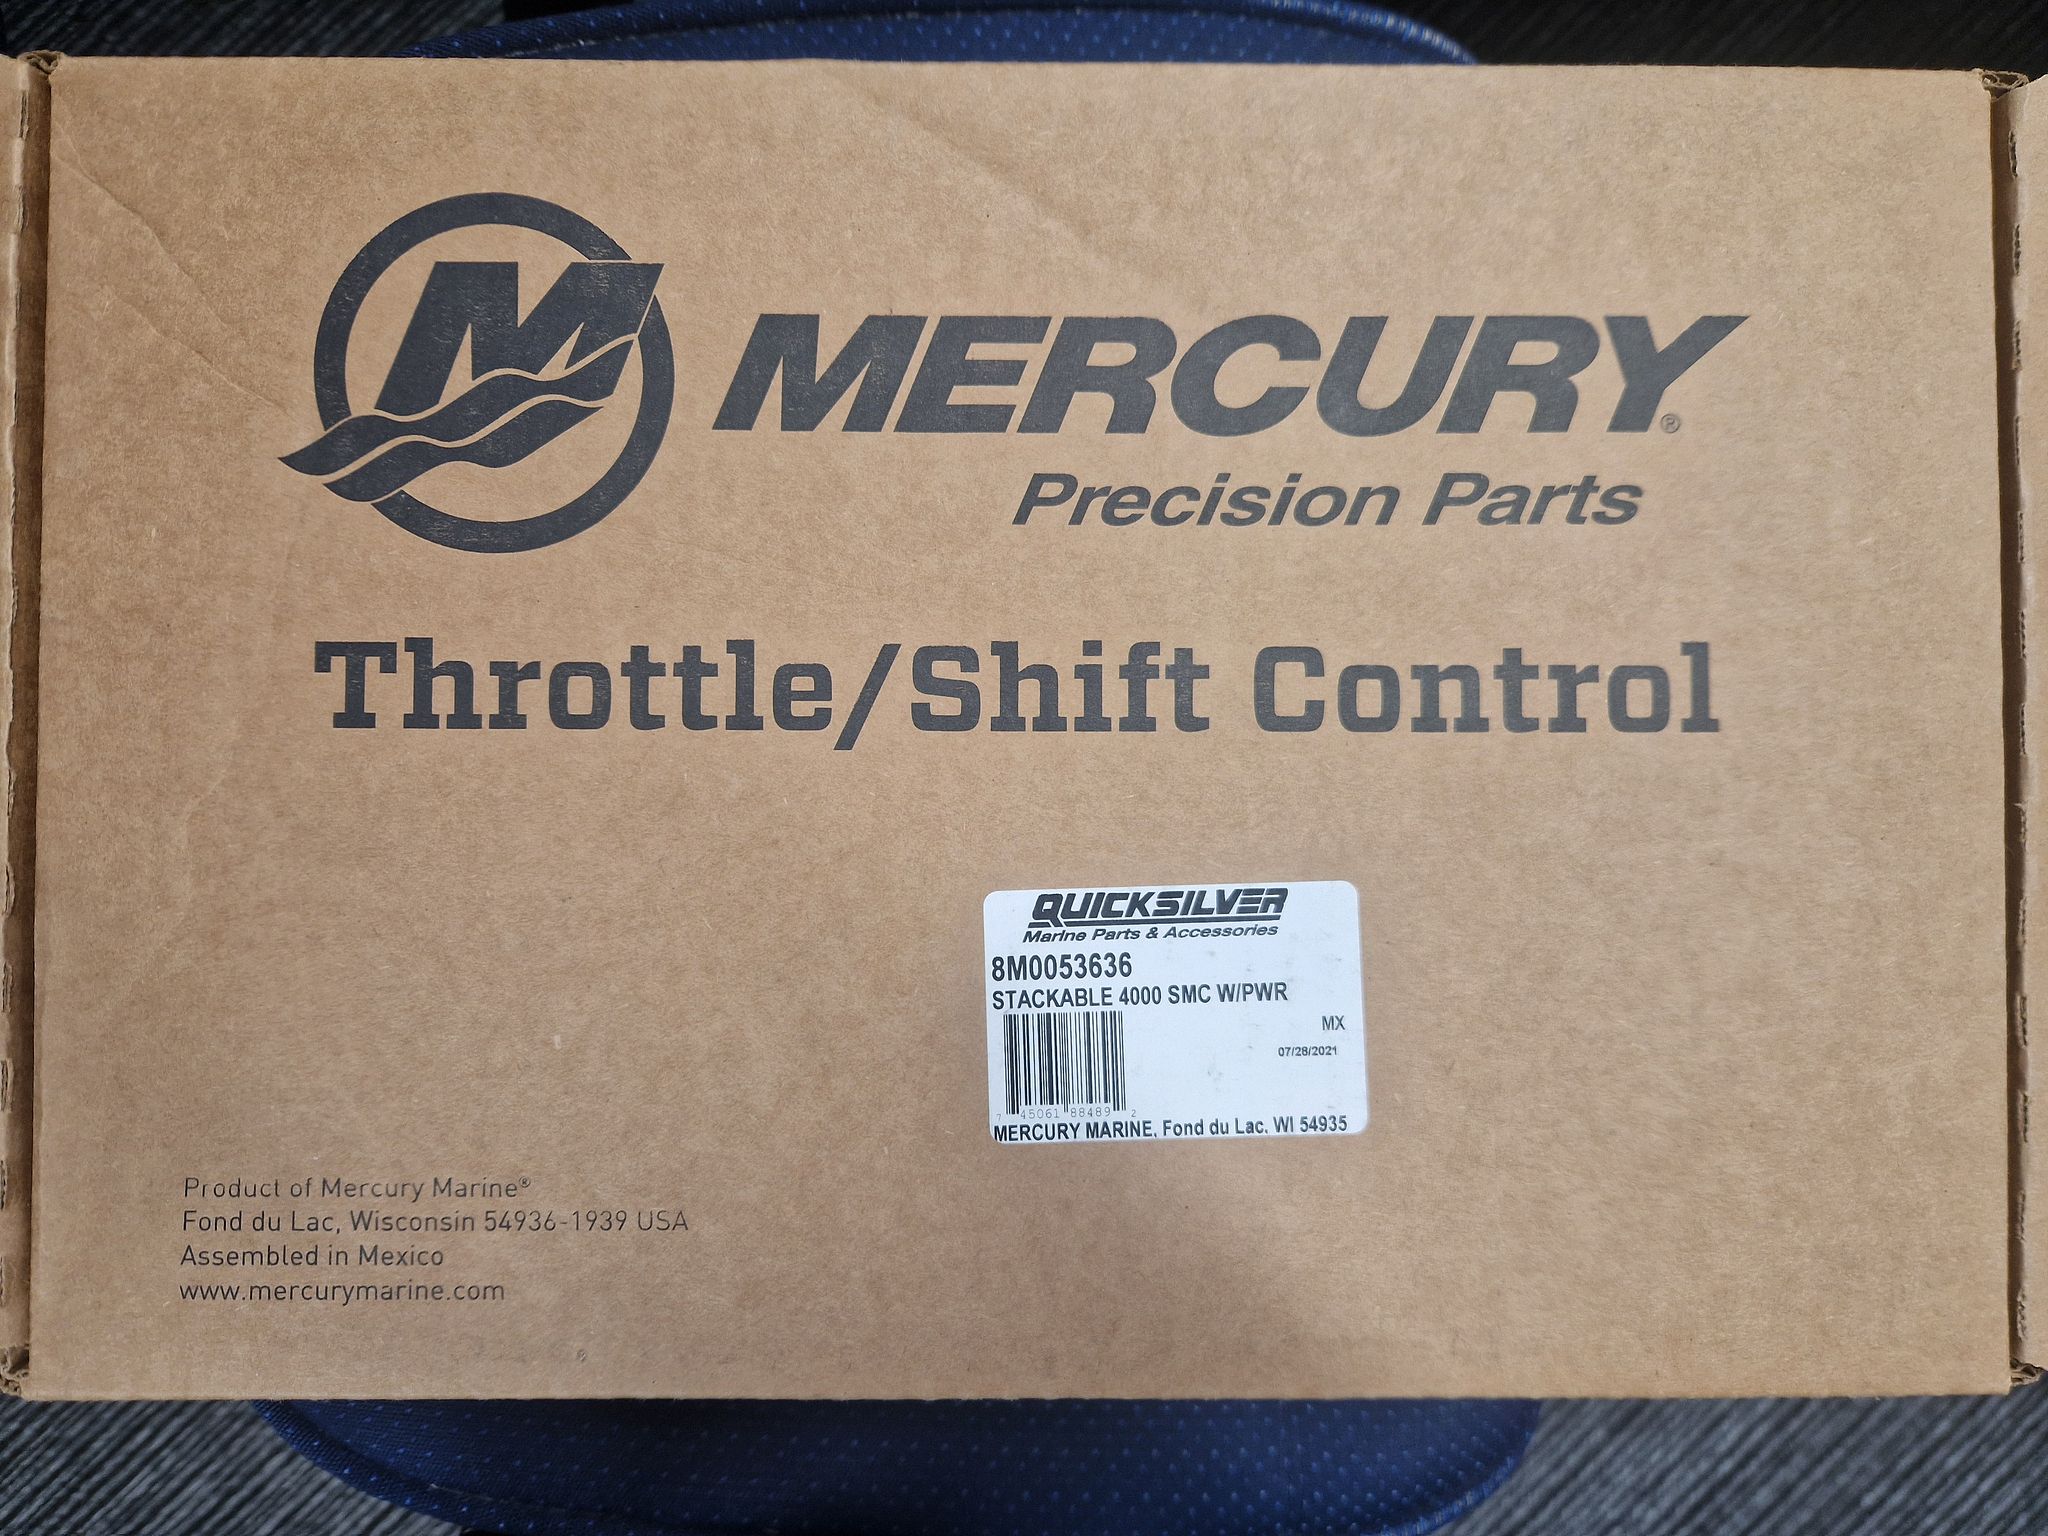 MERCURY®
Precision Parts
Throttle/Shift Control
QUICKSILVER
Marine Parts & Accessories
8M0053636
STACKABLE 4000 SMC W/PWR
MX
07/28/2021
7 45061 88489 2
MERCURY MARINE, Fond du Lac, WI 54935
Product of Mercury Marine®
Fond du Lac, Wisconsin 54936-1939 USA
Assembled in Mexico
www.mercurymarine.com